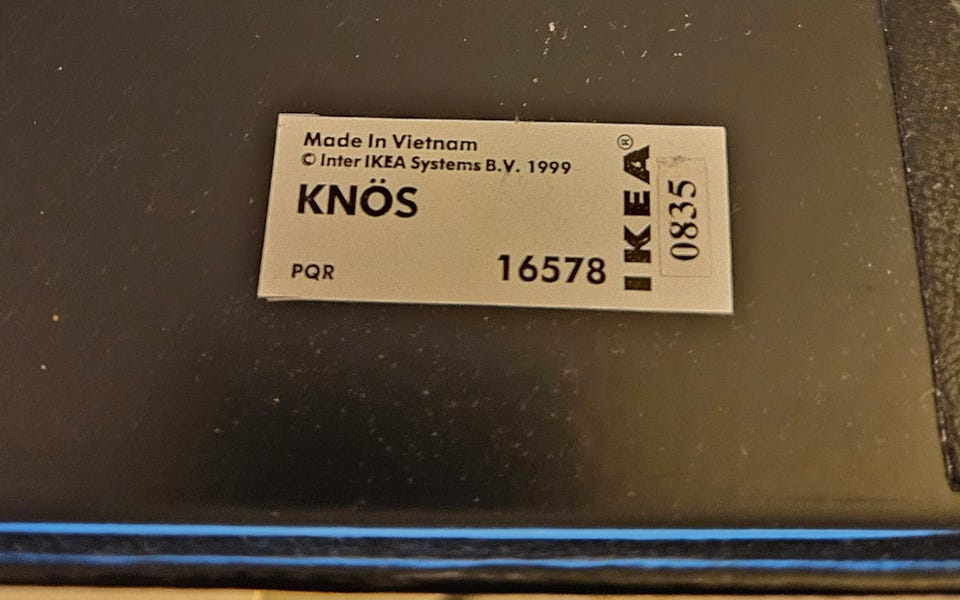 Made In Vietnam
© Inter IKEA Systems B.V. 1999
KNÖS
PQR
16578
IKEA®
0835